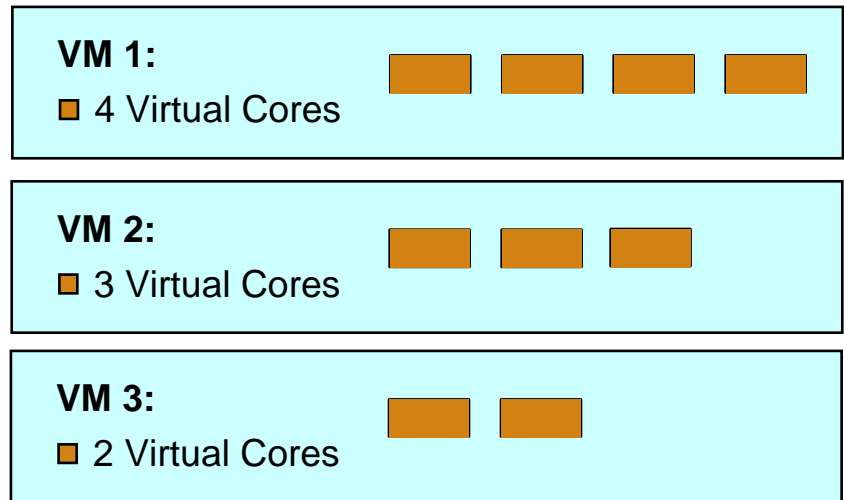 VM 1:
4 Virtual Cores
VM 2:
3 Virtual Cores
VM 3:
2 Virtual Cores